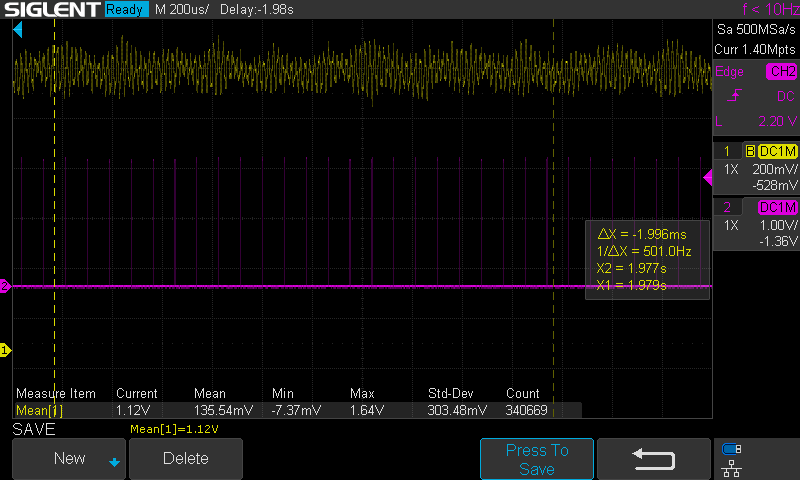 SIGLENT Ready M 200us/ Delay:-1.98s f < 10Hz
Sa 500MSa/s
Curr 1.40Mpts
Edge CH2
DC
L 2.20 V
1 B DC1M
1X 200mV/
-528mV
2 DC1M
1X 1.00V/
-1.36V
△X = -1.996ms
1/△X = 501.0Hz
X2 = 1.977s
X1 = 1.979s
2
1
Measure Item Current Mean Min Max Std-Dev Count
Mean[1] 1.12V 135.54mV -7.37mV 1.64V 303.48mV 340669
SAVE Mean[1]=1.12V
New Delete Press To
Save